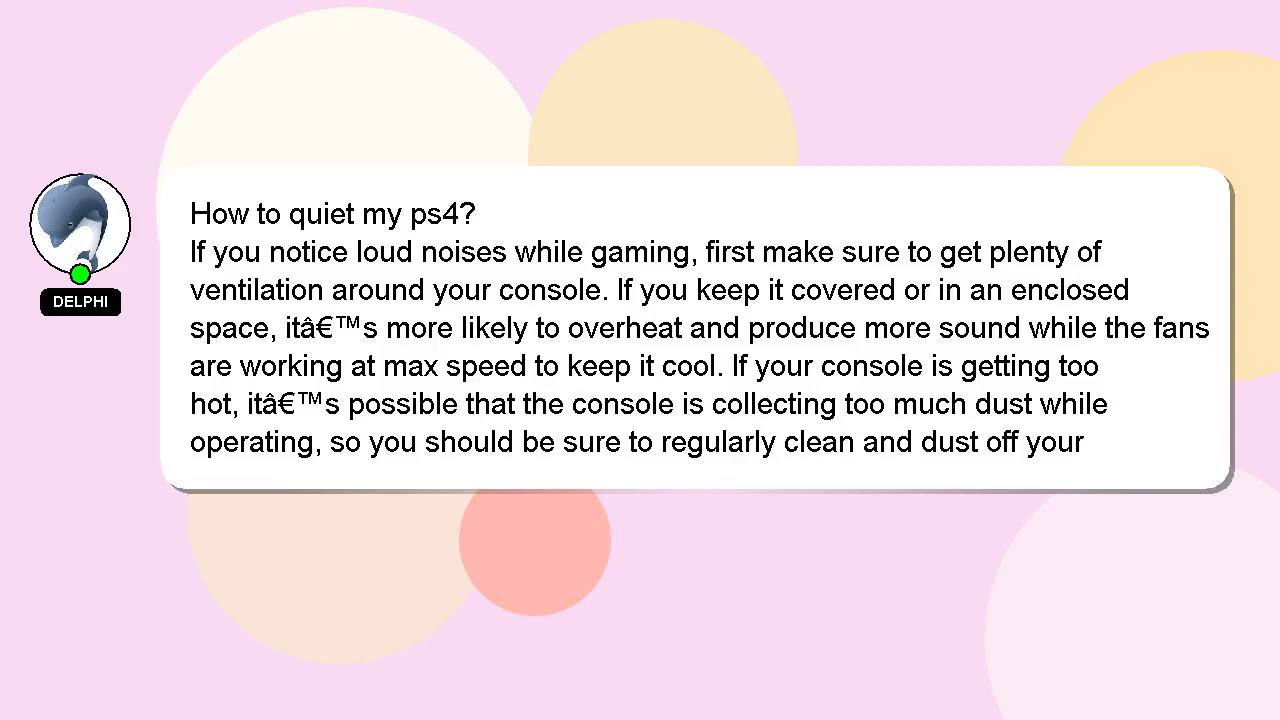 How to quiet my ps4?
If you notice loud noises while gaming, first make sure to get plenty of
ventilation around your console. If you keep it covered or in an enclosed
space, itâ€™s more likely to overheat and produce more sound while the fans
are working at max speed to keep it cool. If your console is getting too
hot, itâ€™s possible that the console is collecting too much dust while
operating, so you should be sure to regularly clean and dust off your
DELPHI